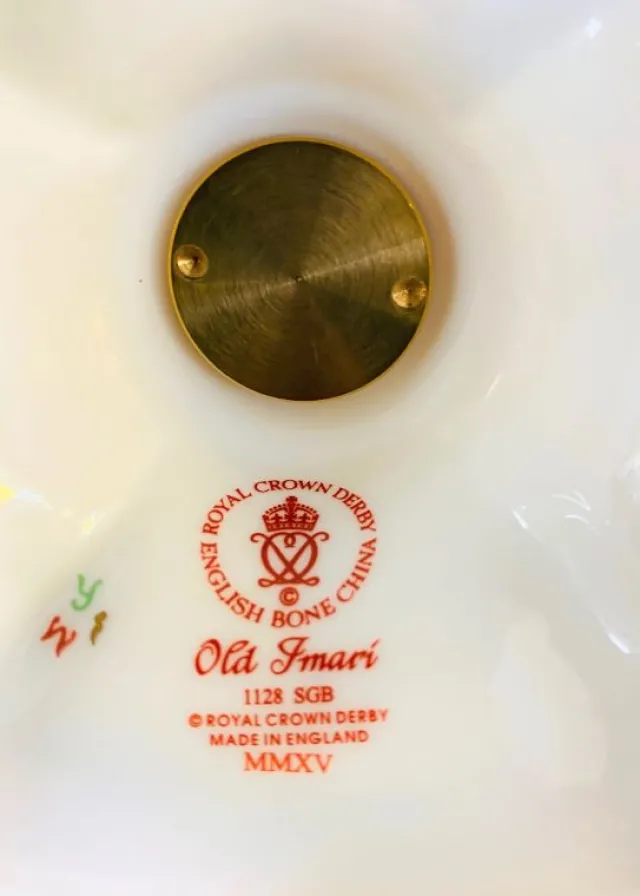 ROYAL CROWN DERBY
ENGLISH BONE CHINA
©
Old Imari
1128 SGB
© ROYAL CROWN DERBY
MADE IN ENGLAND
MMXV
y